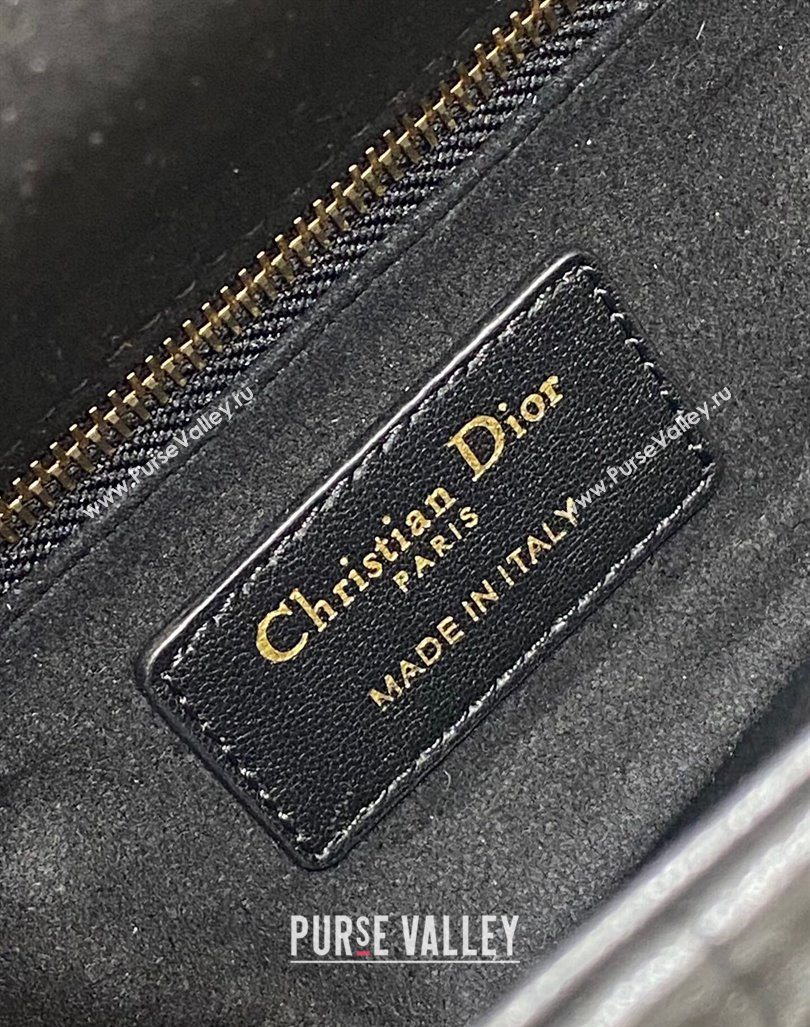 Christian Dior
PARIS
MADE IN ITALY
www.PurseValley.ru
www.PurseValley.ru
PURSE VALLEY